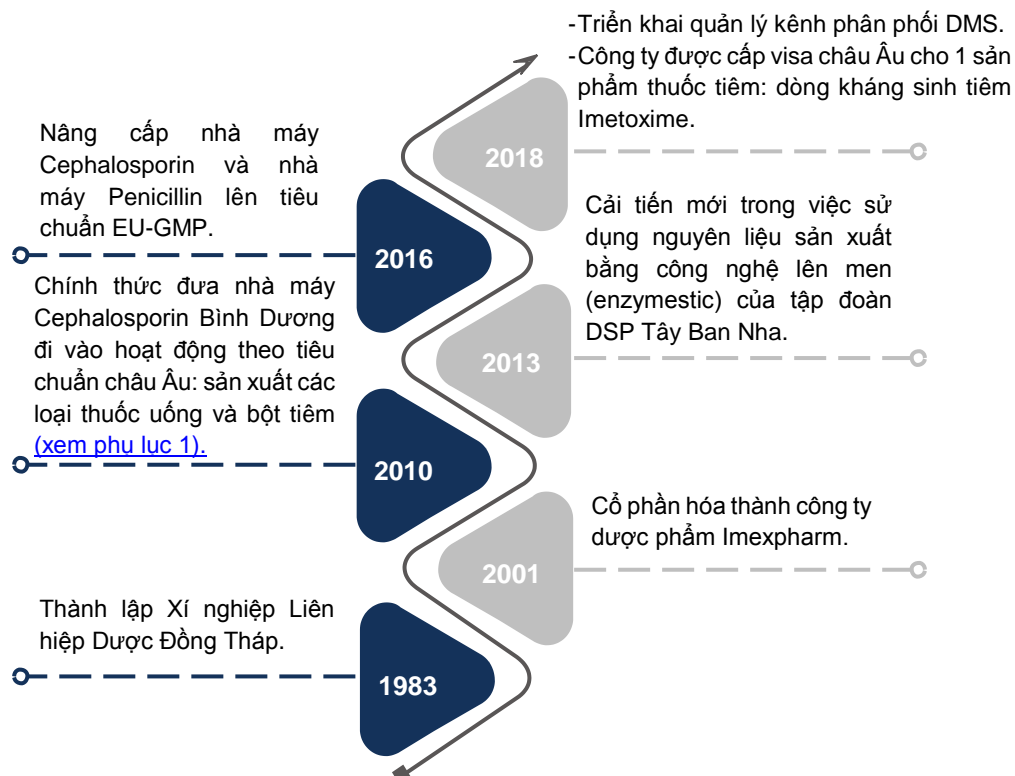 -Triển khai quản lý kênh phân phối DMS.
-Công ty được cấp visa châu Âu cho 1 sản
phẩm thuốc tiêm: dòng kháng sinh tiêm
Imetoxime.
2018
Nâng cấp nhà máy
Cephalosporin và nhà
máy Penicillin lên tiêu
chuẩn EU-GMP.
2016
Cải tiến mới trong việc sử
dụng nguyên liệu sản xuất
bằng công nghệ lên men
(enzymestic) của tập đoàn
DSP Tây Ban Nha.
2013
Chính thức đưa nhà máy
Cephalosporin Bình Dương
đi vào hoạt động theo tiêu
chuẩn châu Âu: sản xuất các
loại thuốc uống và bột tiêm
(xem phụ lục 1).
2010
Cổ phần hóa thành công ty
dược phẩm Imexpharm.
2001
Thành lập Xí nghiệp Liên
hiệp Dược Đồng Tháp.
1983